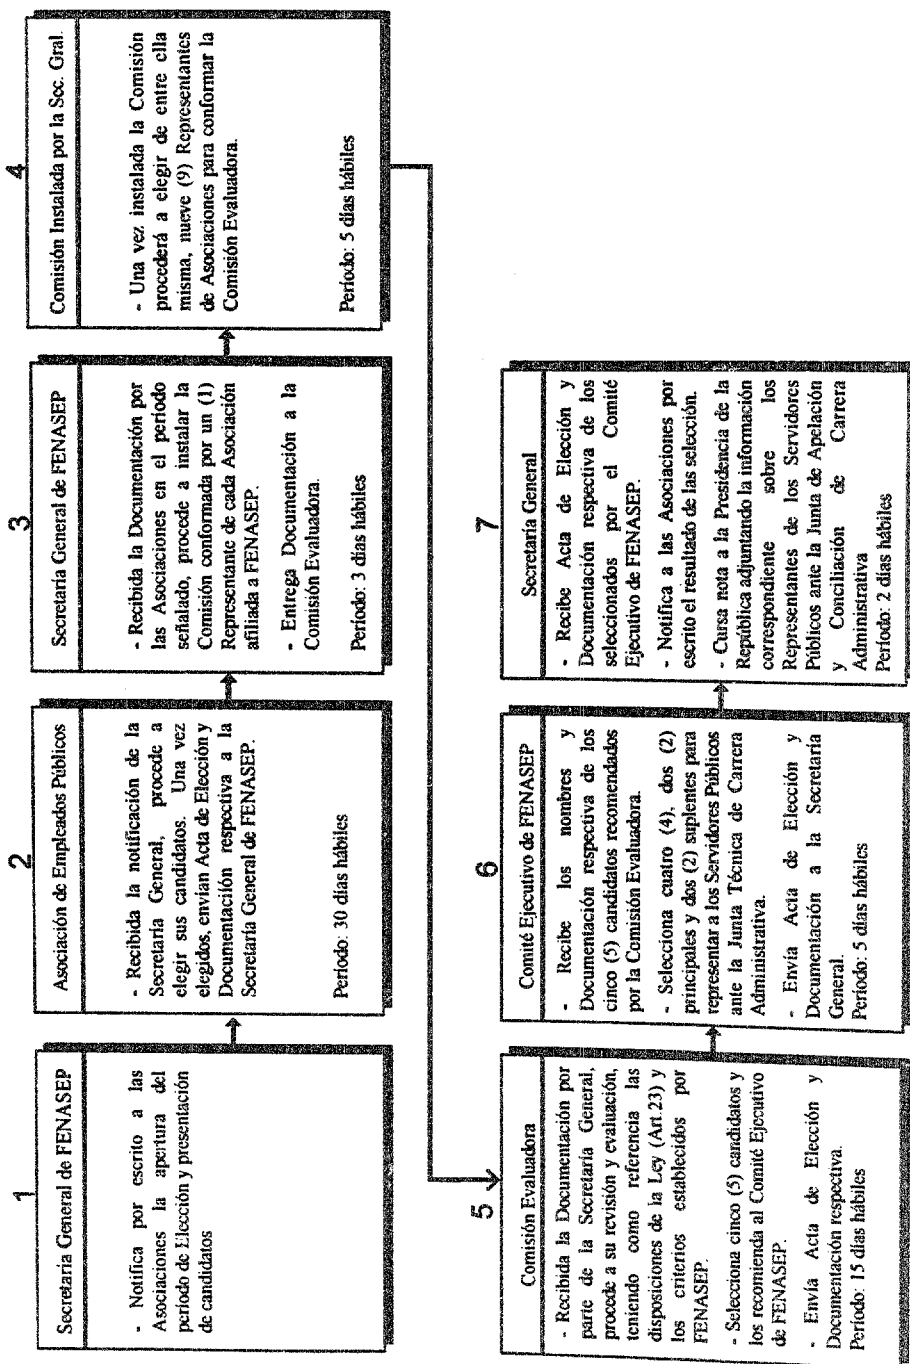 1
Secretaría General de FENASEP
- Notifica por escrito a las
Asociaciones la apertura del
período de Elección y presentación
de candidatos
2
Asociación de Empleados Públicos
- Recibida la notificación de la
Secretaría General, procede a
elegir sus candidatos. Una vez
elegidos, envían Acta de Elección y
Documentación respectiva a la
Secretaría General de FENASEP.
Período: 30 días hábiles
3
Secretaría General de FENASEP
- Recibida la Documentación por
las Asociaciones en el período
señalado, procede a instalar la
Comisión conformada por un (1)
Representante de cada Asociación
afiliada a FENASEP.
- Entrega Documentación a la
Comisión Evaluadora.
Período: 3 días hábiles
4
Comisión Instalada por la Sec. Gral.
- Una vez instalada la Comisión
procederá a elegir de entre ella
misma, nueve (9) Representantes
de Asociaciones para conformar la
Comisión Evaluadora.
Período: 5 días hábiles
5
Comisión Evaluadora
- Recibida la Documentación por
parte de la Secretaría General,
procede a su revisión y evaluación,
teniendo como referencia las
disposiciones de la Ley (Art.23) y
los criterios establecidos por
FENASEP.
- Selecciona cinco (5) candidatos y
los recomienda al Comité Ejecutivo
de FENASEP.
- Envía Acta de Elección y
Documentación respectiva.
Período: 15 días hábiles
6
Comité Ejecutivo de FENASEP
- Recibe los nombres y
Documentación respectiva de los
cinco (5) candidatos recomendados
por la Comisión Evaluadora.
- Selecciona cuatro (4), dos (2)
principales y dos (2) suplentes para
representar a los Servidores Públicos
ante la Junta Técnica de Carrera
Administrativa.
- Envía Acta de Elección y
Documentación a la Secretaría
General.
Período: 5 días hábiles
7
Secretaría General
- Recibe Acta de Elección y
Documentación respectiva de los
seleccionados por el Comité
Ejecutivo de FENASEP.
- Notifica a las Asociaciones por
escrito el resultado de las selección.
- Cursa nota a la Presidencia de la
República adjuntando la información
correspondiente sobre los
Representantes de los Servidores
Públicos ante la Junta de Apelación
y Conciliación de Carrera
Administrativa
Período: 2 días hábiles